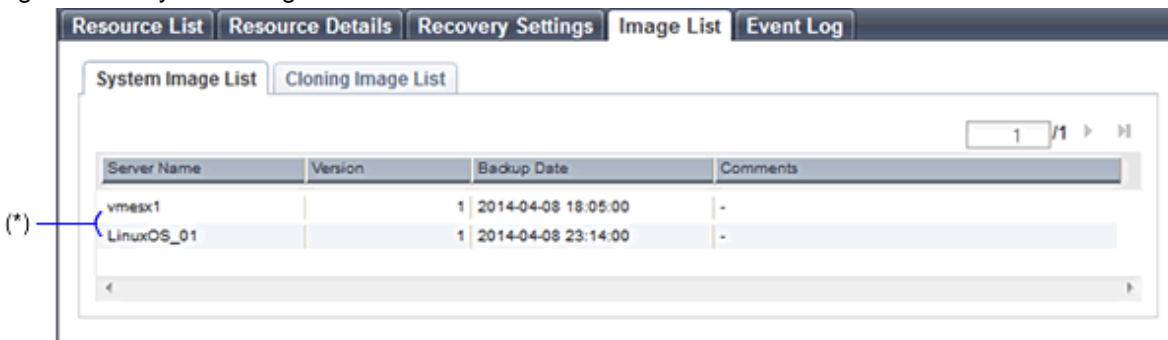 Resource List Resource Details Recovery Settings Image List Event Log
System Image List Cloning Image List
1 /1
Server Name Version Backup Date Comments
vmesx1 1 2014-04-08 18:05:00 -
(*)
LinuxOS_01 1 2014-04-08 23:14:00 -